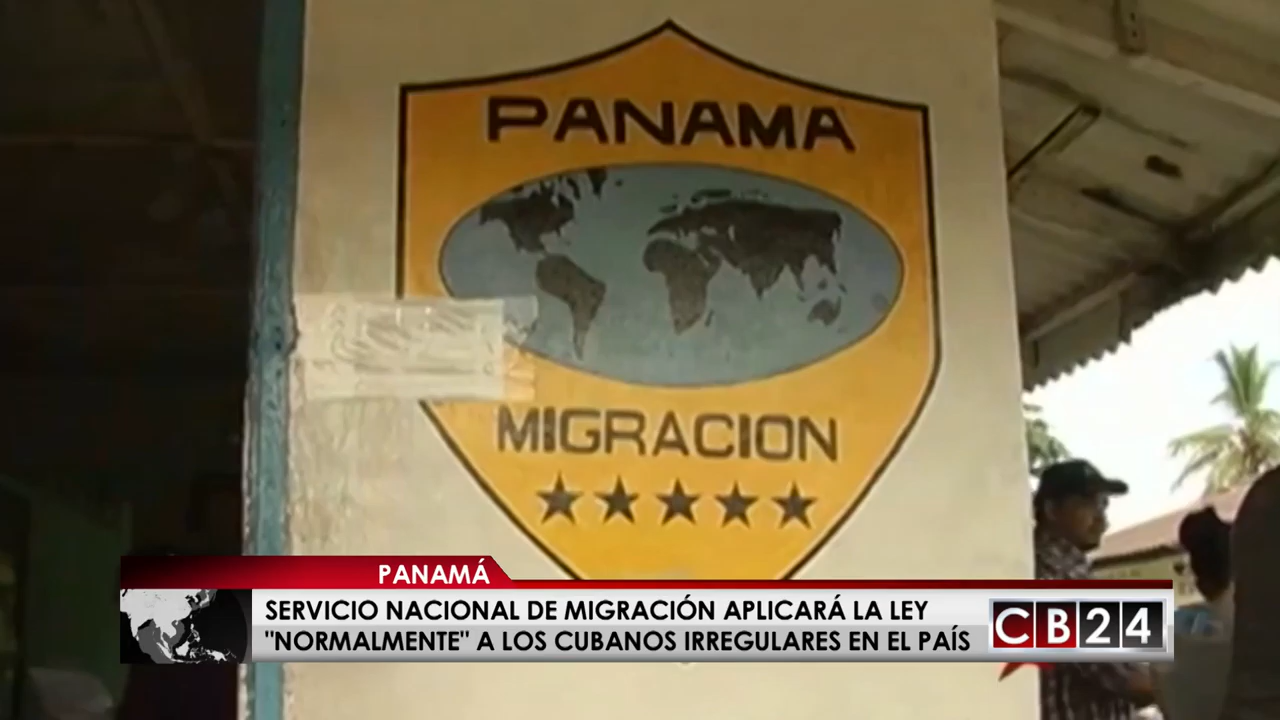 PANAMA
MIGRACION
PANAMÁ
SERVICIO NACIONAL DE MIGRACIÓN APLICARÁ LA LEY
"NORMALMENTE" A LOS CUBANOS IRREGULARES EN EL PAÍS
CB24